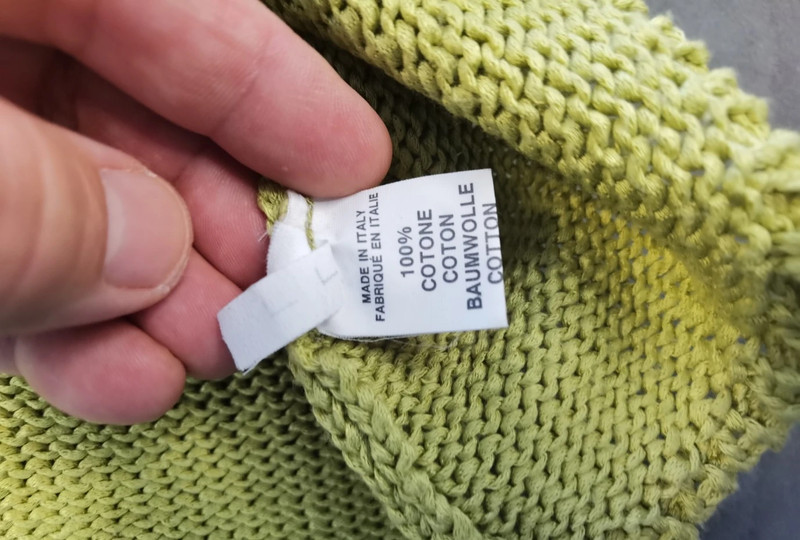 MADE IN ITALY
FABRIQUÉ EN ITALIE
100%
COTONE
COTON
BAUMWOLLE
COTTON
L